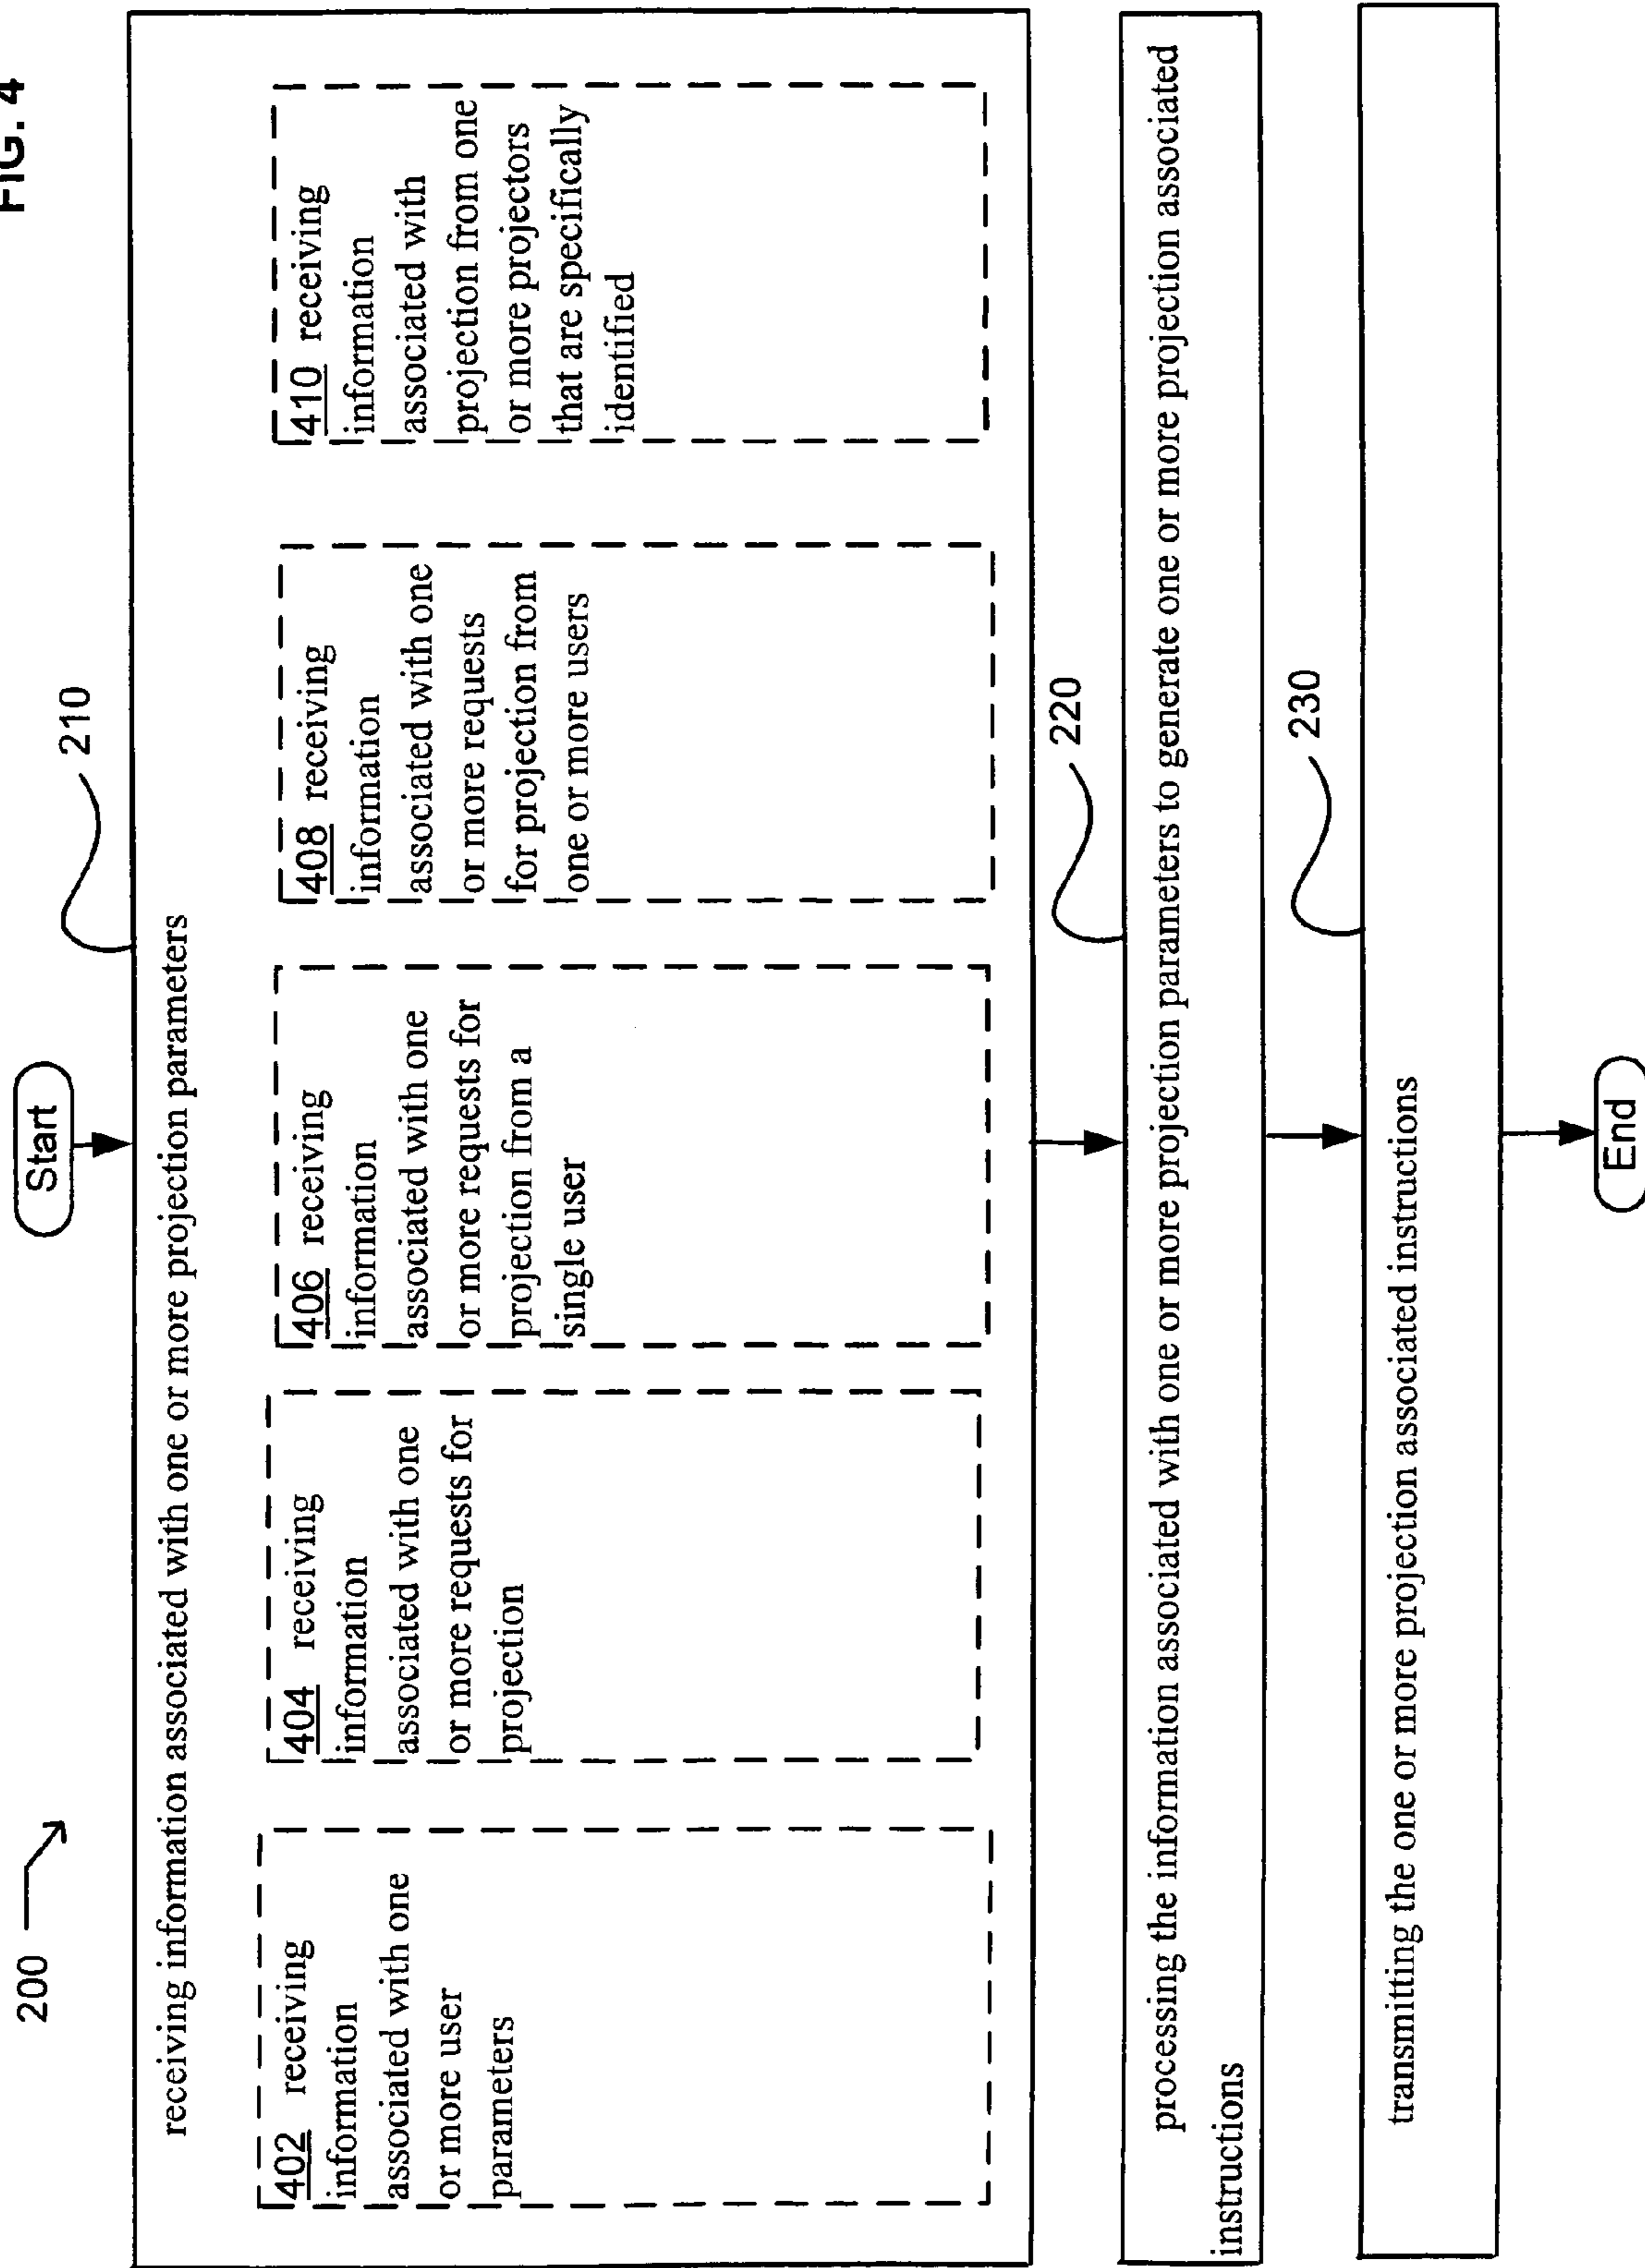 FIG. 4
200
Start
210
receiving information associated with one or more projection parameters
402 receiving
information
associated with one
or more user
parameters
404 receiving
information
associated with one
or more requests for
projection
406 receiving
information
associated with one
or more requests for
projection from a
single user
408 receiving
information
associated with one
or more requests
for projection from
one or more users
410 receiving
information
associated with
projection from one
or more projectors
that are specifically
identified
220
processing the information associated with one or more projection parameters to generate one or more projection associated
instructions
230
transmitting the one or more projection associated instructions
End